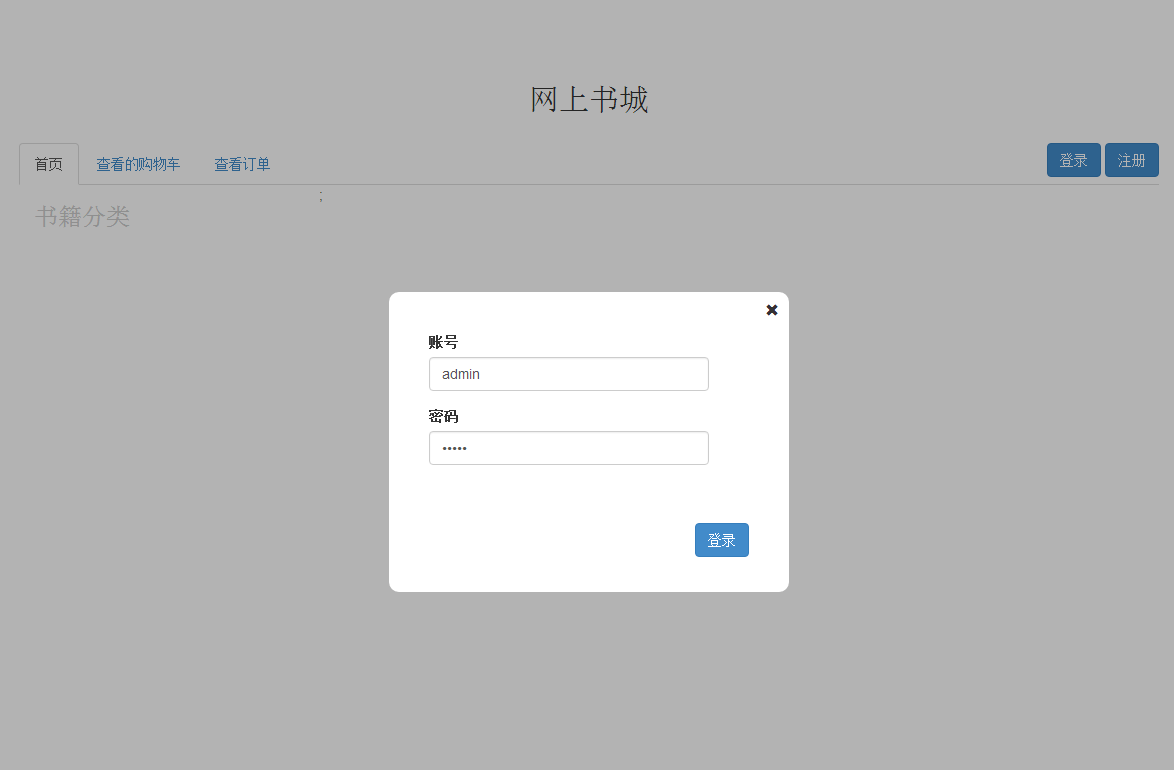 网上书城
首页 查看的购物车 查看订单 登录 注册
;
书籍分类
账号
admin
密码
•••••
登录